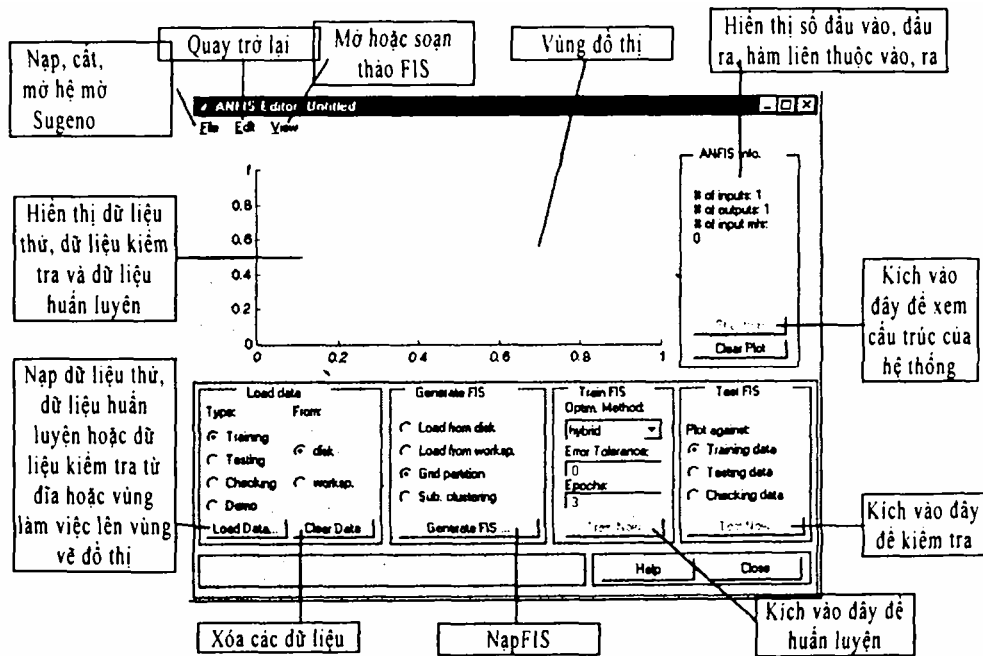 Nạp, cất,
mở hệ mờ
Sugeno
Quay trở lại
Mở hoặc soạn
thảo FIS
Vùng đồ thị
Hiển thị số đầu vào, đầu
ra, hàm liên thuộc vào, ra
ANFIS Editor: Untitled
File Edit View
1
0.8
0.6
0.4
0.2
0
0 0.2 0.4 0.6 0.8 1
ANFIS Info.
# of inputs: 1
# of outputs: 1
# of input mfs:
0
Clear Plot
Hiển thị dữ liệu
thử, dữ liệu kiểm
tra và dữ liệu
huấn luyên
Kích vào
đây để xem
cấu trúc của
hệ thống
Nạp dữ liệu thử,
dữ liệu huấn
luyện hoặc dữ
liệu kiểm tra từ
đĩa hoặc vùng
làm việc lên vùng
vẽ đồ thị
Load data
Type: From:
Training
Testing
Checking
Demo
disk
worksp.
Load Data... Clear Data
Generate FIS
Load from disk
Load from worksp.
Grid partition
Sub. clustering
Generate FIS ...
Train FIS
Optim. Method:
hybrid
Error Tolerance:
0
Epochs:
3
Train Now
Test FIS
Plot against:
Training data
Testing data
Checking data
Test Now
Help Close
Kích vào đây
để kiểm tra
Xóa các dữ liệu
NạpFIS
Kích vào đây để
huấn luyện